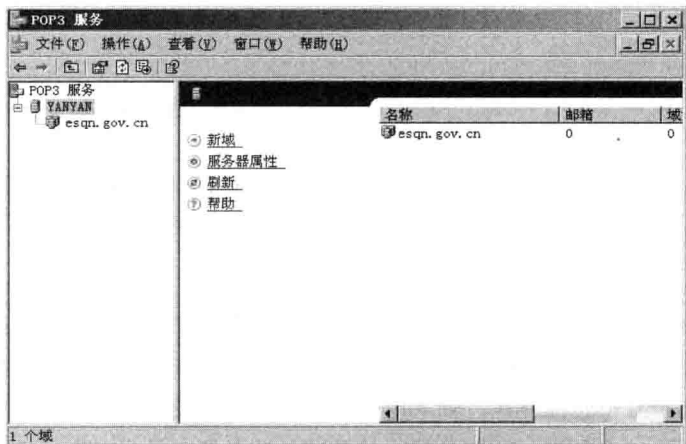 POP3 服务
文件(F) 操作(A) 查看(V) 窗口(W) 帮助(H)
POP3 服务
YANYAN
esqn.gov.cn
新域
服务器属性
刷新
帮助
名称 邮箱 域
esqn.gov.cn 0 0
1 个域